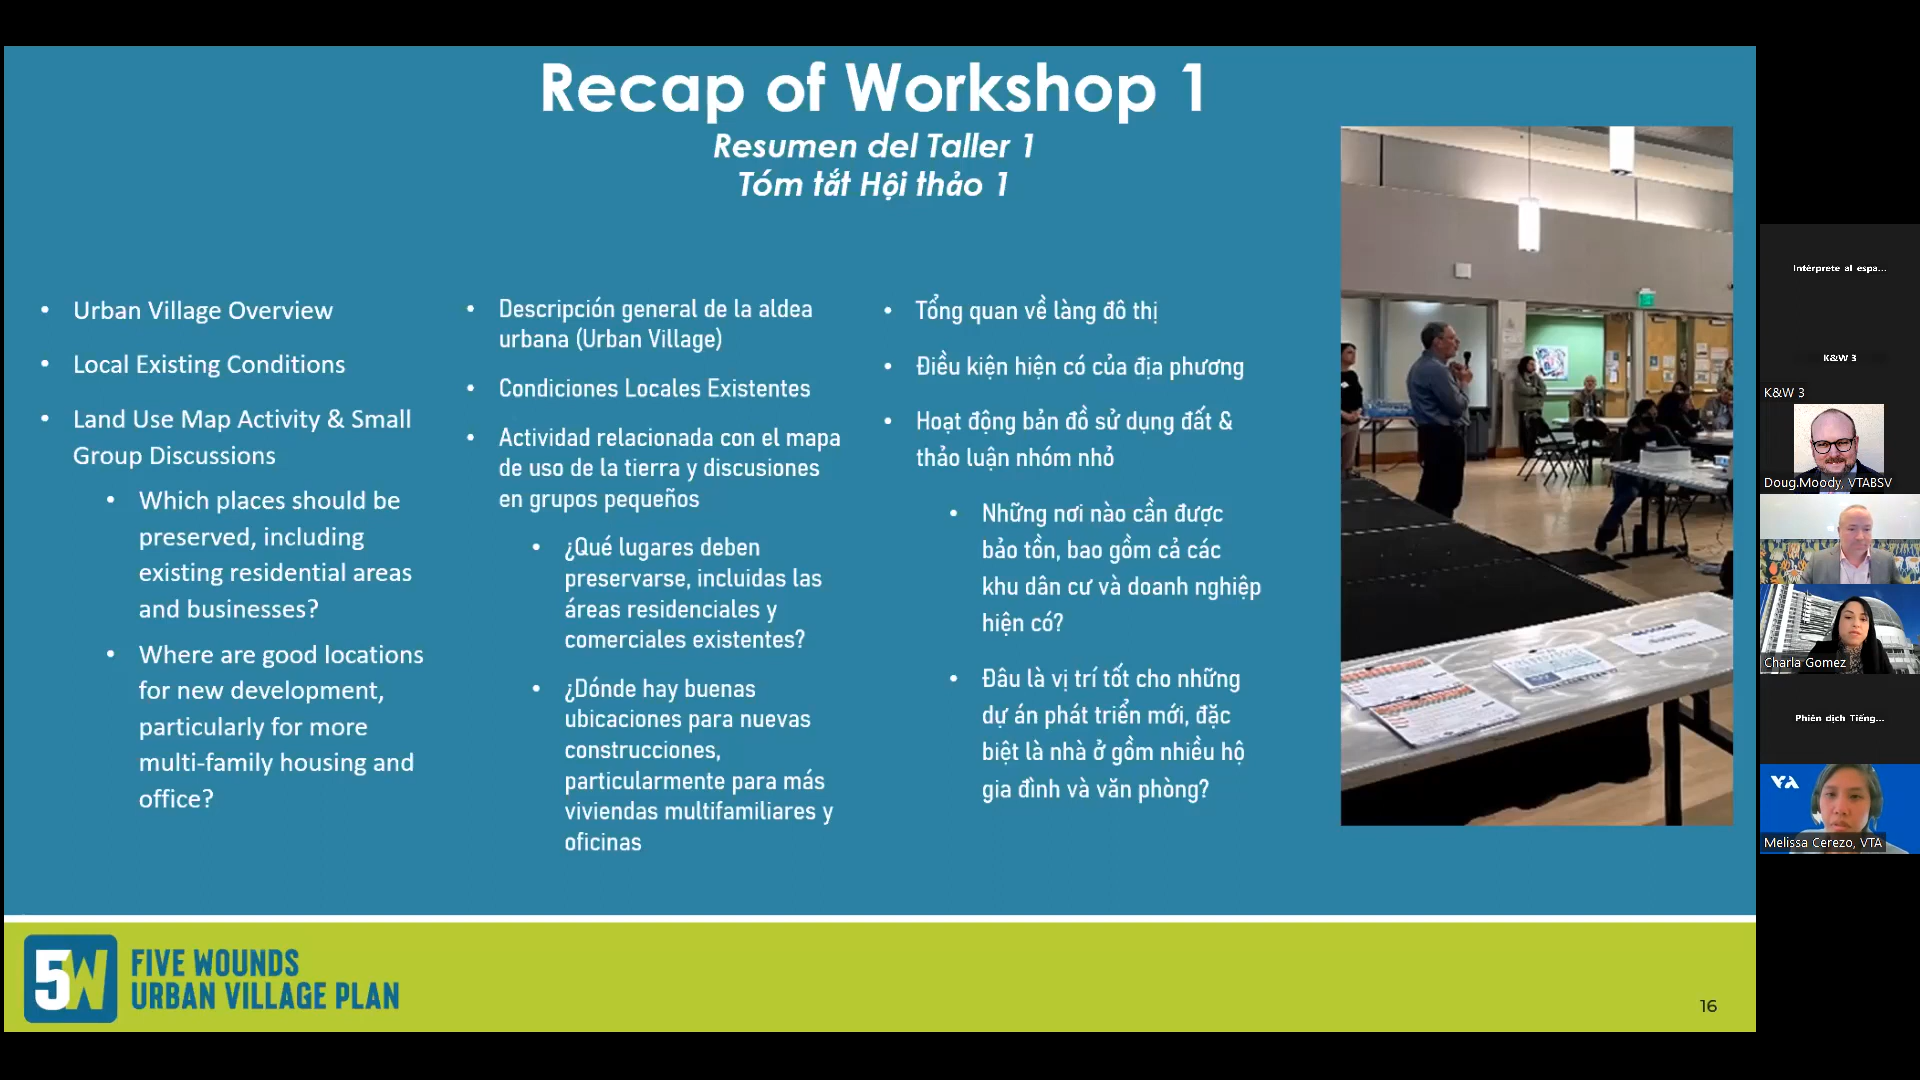 Recap of Workshop 1
Resumen del Taller 1
Tóm tắt Hội thảo 1
• Urban Village Overview
• Local Existing Conditions
• Land Use Map Activity & Small
Group Discussions
• Which places should be
preserved, including
existing residential areas
and businesses?
• Where are good locations
for new development,
particularly for more
multi-family housing and
office?
• Descripción general de la aldea
urbana (Urban Village)
• Condiciones Locales Existentes
• Actividad relacionada con el mapa
de uso de la tierra y discusiones
en grupos pequeños
• ¿Qué lugares deben
preservarse, incluidas las
áreas residenciales y
comerciales existentes?
• ¿Dónde hay buenas
ubicaciones para nuevas
construcciones,
particularmente para más
viviendas multifamiliares y
oficinas
• Tổng quan về làng đô thị
• Điều kiện hiện có của địa phương
• Hoạt động bản đồ sử dụng đất &
thảo luận nhóm nhỏ
• Những nơi nào cần được
bảo tồn, bao gồm cả các
khu dân cư và doanh nghiệp
hiện có?
• Đâu là vị trí tốt cho những
dự án phát triển mới, đặc
biệt là nhà ở gồm nhiều hộ
gia đình và văn phòng?
5W
FIVE WOUNDS
URBAN VILLAGE PLAN
16
Intérprete al espa...
K&W 3
K&W 3
Doug.Moody, VTABSV
Charla Gomez
Phiên dịch Tiếng...
VTA
Melissa Cerezo, VTA